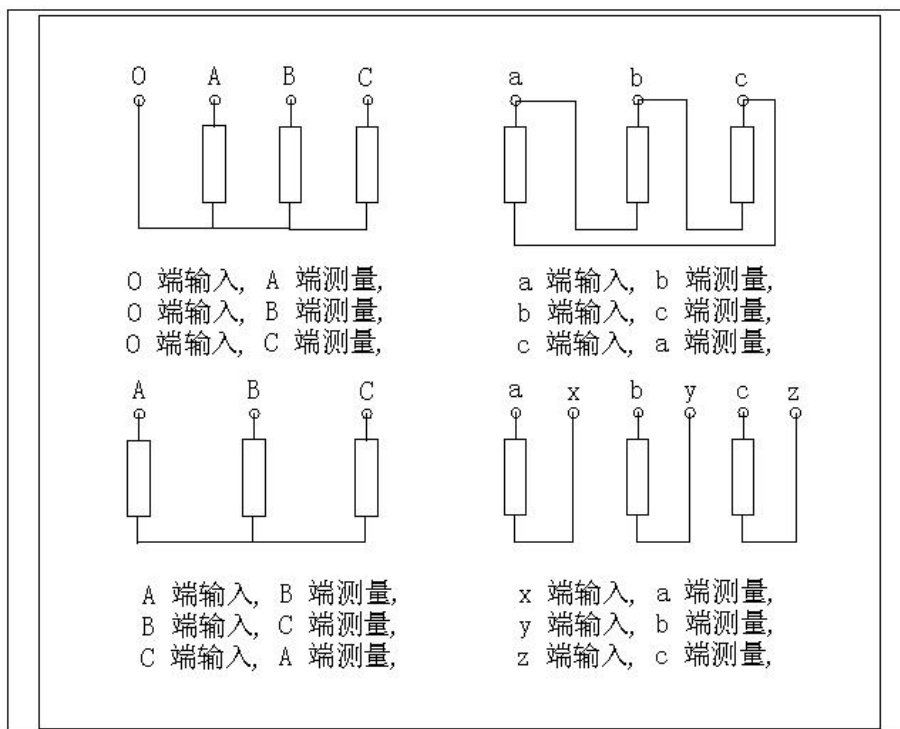 O A B C
a b c
O 端输入, A 端测量,
O 端输入, B 端测量,
O 端输入, C 端测量,
a 端输入, b 端测量,
b 端输入, c 端测量,
c 端输入, a 端测量,
A B C
a x b y c z
A 端输入, B 端测量,
B 端输入, C 端测量,
C 端输入, A 端测量,
x 端输入, a 端测量,
y 端输入, b 端测量,
z 端输入, c 端测量,